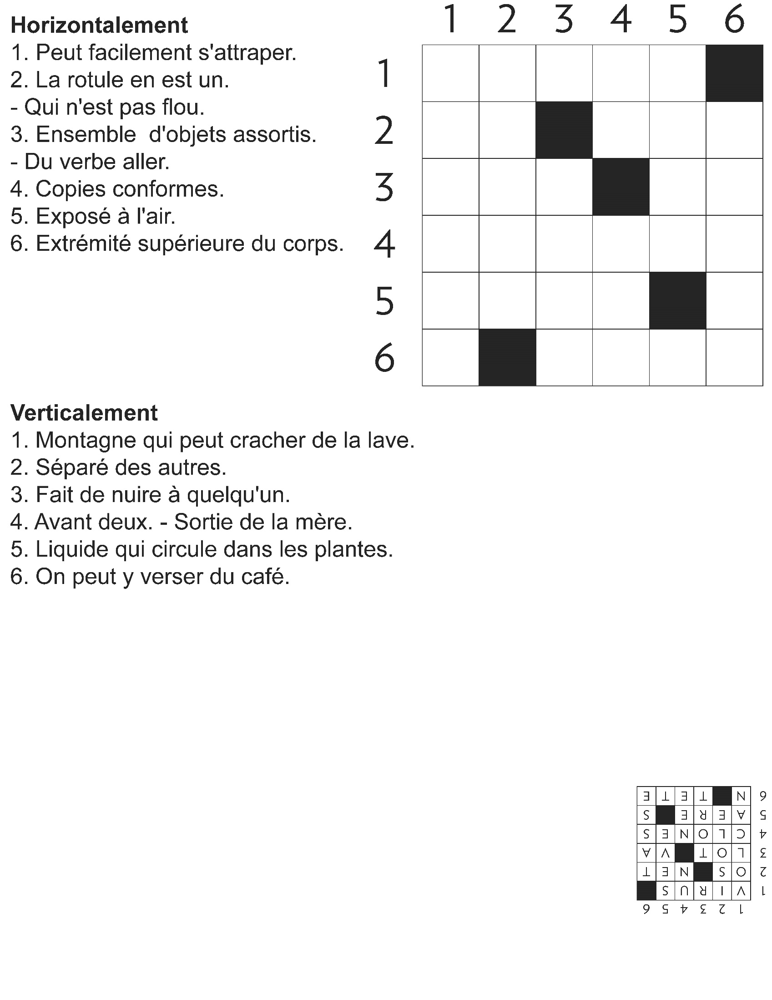 Horizontalement
1. Peut facilement s'attraper.
2. La rotule en est un.
- Qui n'est pas flou.
3. Ensemble  d'objets assortis.
- Du verbe aller.
4. Copies conformes.
5. Exposé à l'air.
6. Extrémité supérieure du corps.
1 2 3 4 5 6
1
2
3
4
5
6
Verticalement
1. Montagne qui peut cracher de la lave.
2. Séparé des autres.
3. Fait de nuire à quelqu'un.
4. Avant deux. - Sortie de la mère.
5. Liquide qui circule dans les plantes.
6. On peut y verser du café.
1 2 3 4 5 6
1 V I R U S
2 O S N E T
3 L O T V A
4 C L O N E S
5 A E R E S
6 N T E T E